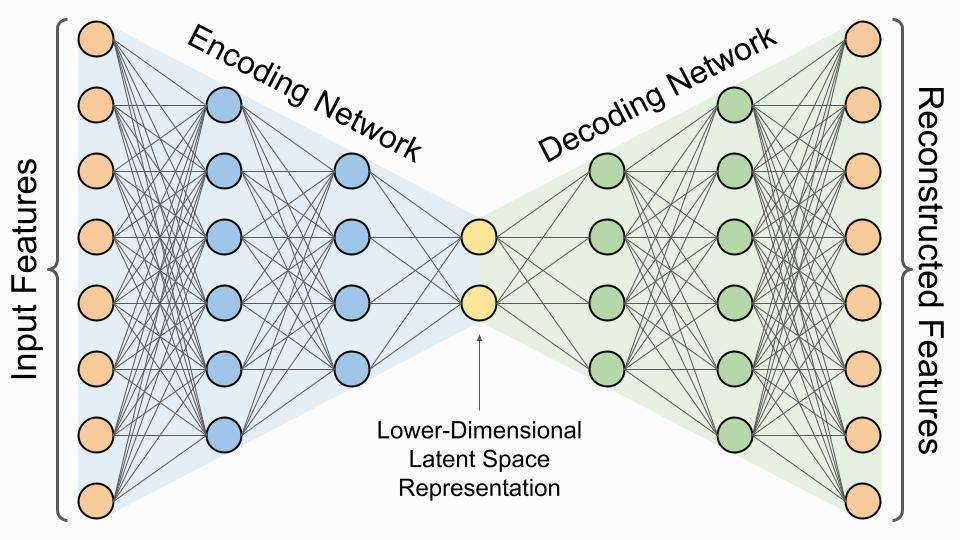 Input Features
Encoding Network
Decoding Network
Reconstructed Features
Lower-Dimensional
Latent Space
Representation